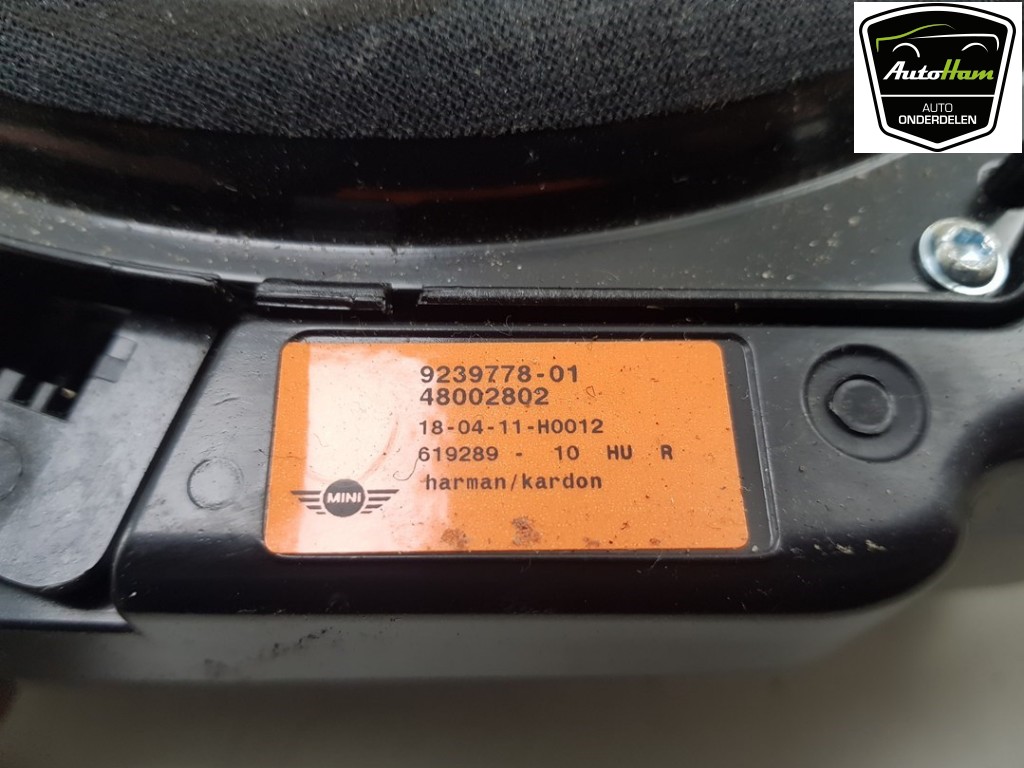 AutoHam
AUTO
ONDERDELEN
9239778-01
48002802
18-04-11-H0012
619289 - 10 HU R
harman/kardon
MINI